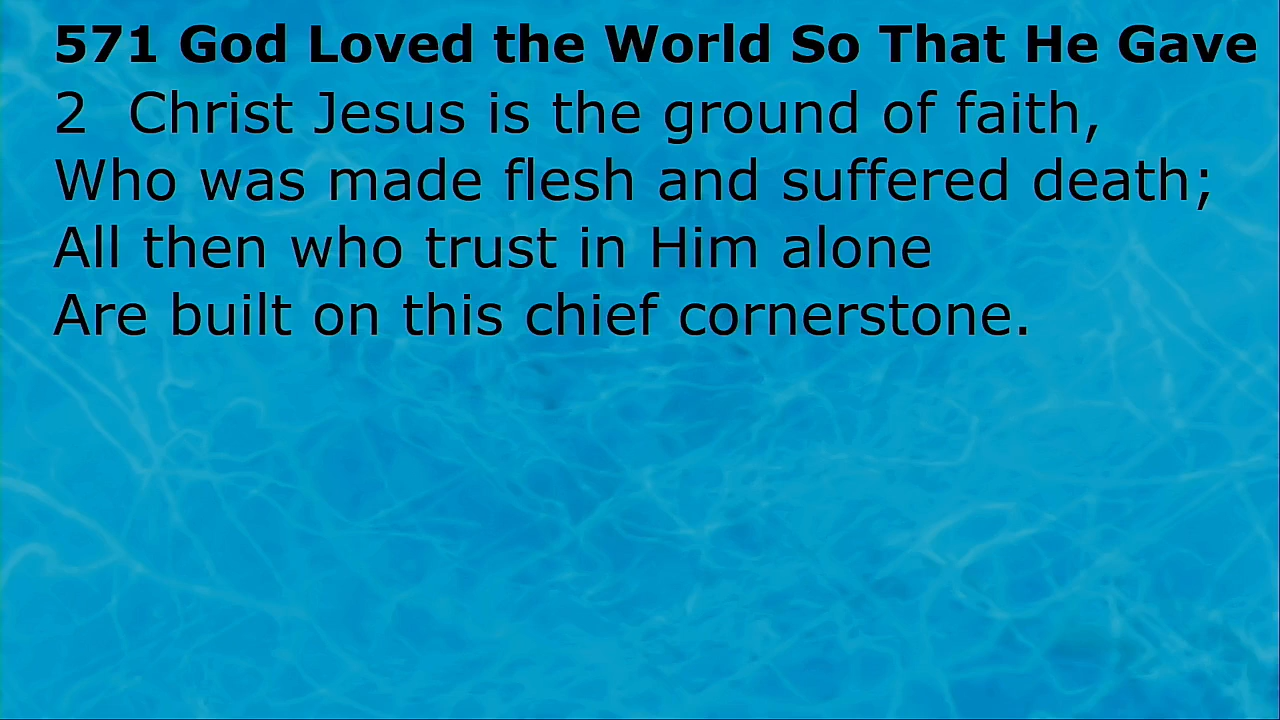 571 God Loved the World So That He Gave
2  Christ Jesus is the ground of faith,
Who was made flesh and suffered death;
All then who trust in Him alone
Are built on this chief cornerstone.